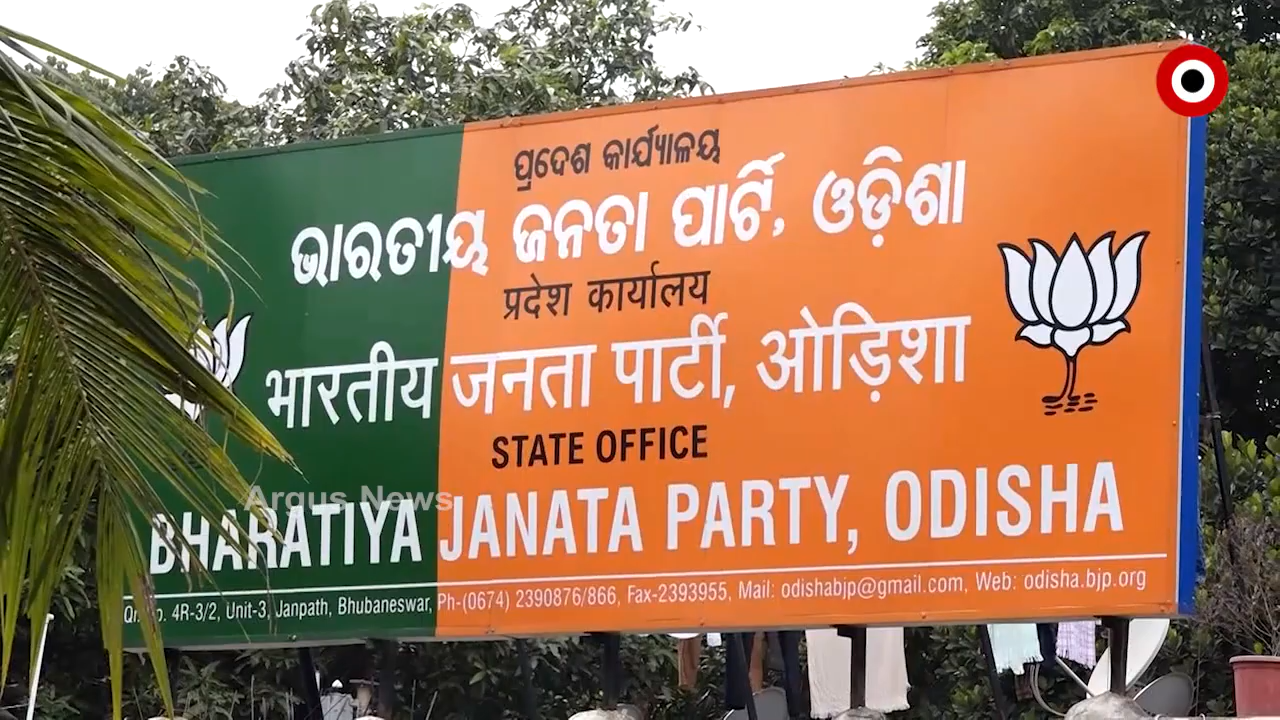 ପ୍ରଦେଶ କାର୍ଯ୍ୟାଳୟ
ଭାରତୀୟ ଜନତା ପାର୍ଟି, ଓଡ଼ିଶା
प्रदेश कार्यालय
भारतीय जनता पार्टी, ओड़िशा
STATE OFFICE
Argus News
BHARATIYA JANATA PARTY, ODISHA
4R-3/2, Unit-3, Janpath, Bhubaneswar, Ph-(0674) 2390876/866, Fax-2393955, Mail: odishabjp@gmail.com, Web: odisha.bjp.org